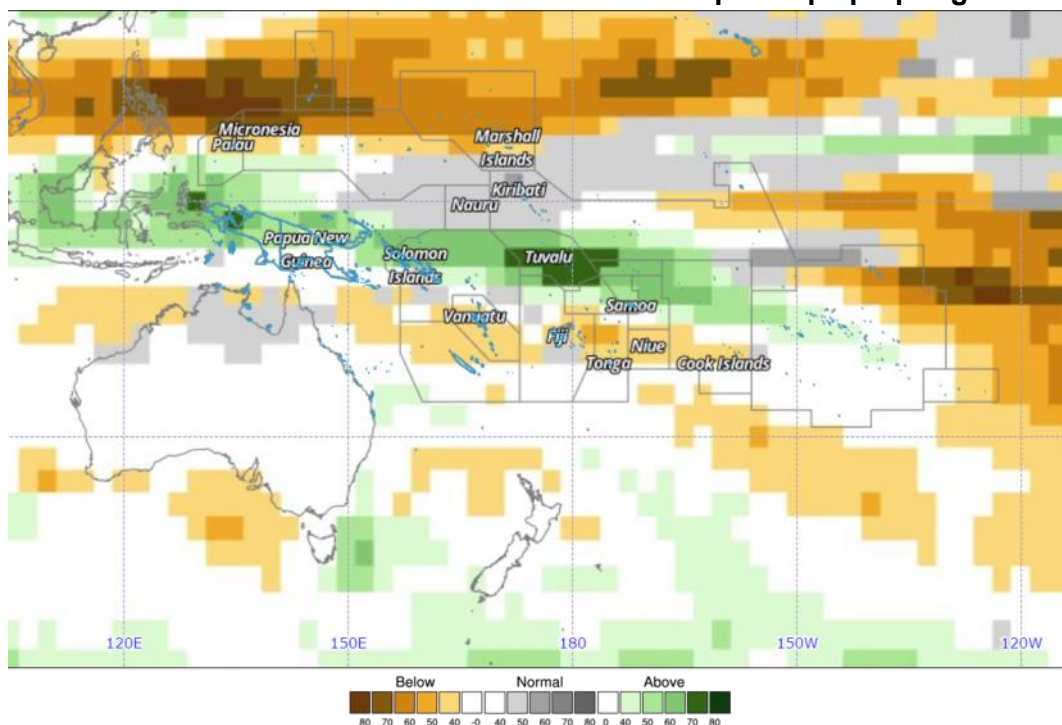 Micronesia
Palau
Marshall
Islands
Kiribati
Nauru
Papua New
Guinea
Solomon
Islands
Tuvalu
Samoa
Vanuatu
Fiji
Niue
Tonga
Cook Islands
120E 150E 180 150W 120W
Below Normal Above
80 70 60 50 40 -0 40 50 60 70 80 0 40 50 60 70 80